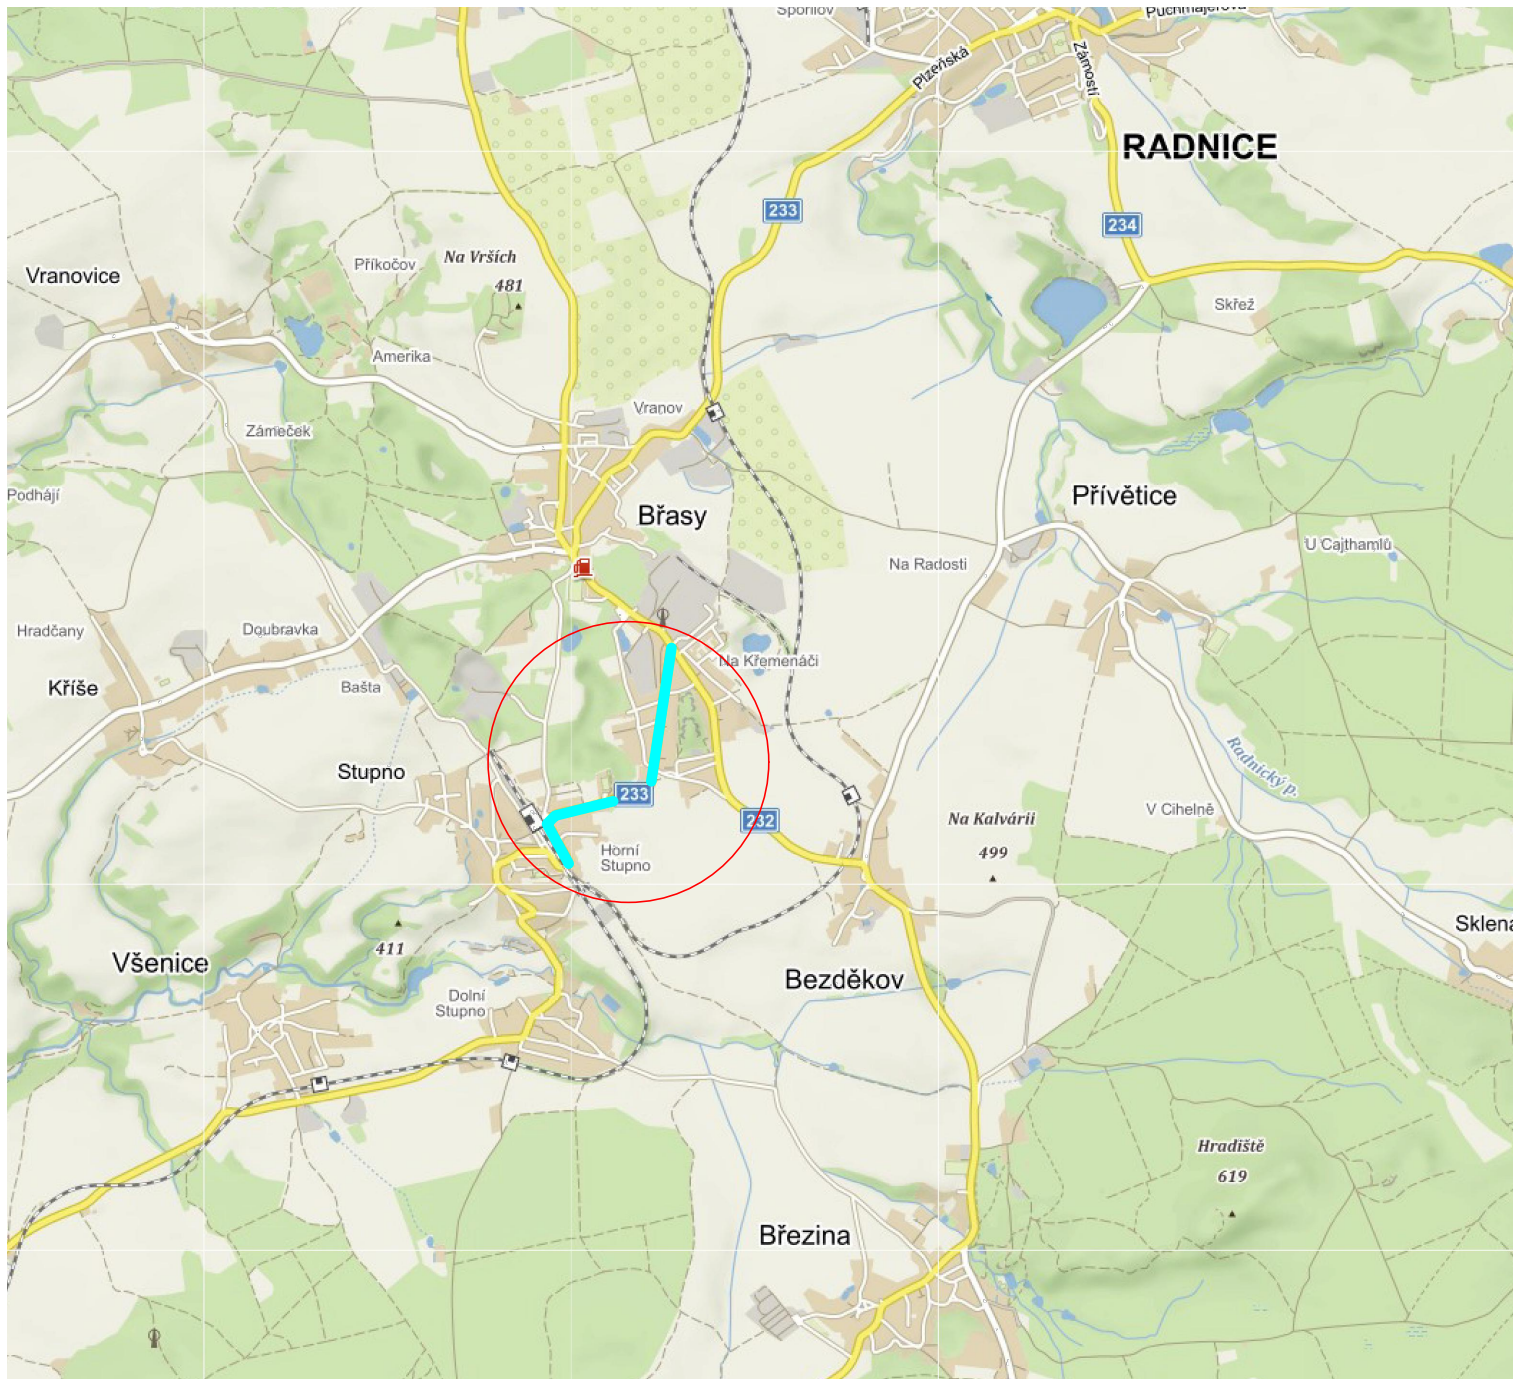 Sporilov
Puchmajerova
Plzeňská
Zámostí
RADNICE
233
234
Na Vrších
481
Příkočov
Vranovice
Skřež
Amerika
Vranov
Zámeček
Podhájí
Břasy
Přívětice
U Cajthamlů
Na Radosti
Hradčany
Doubravka
Na Křemenáči
Kříše
Bašta
Stupno
Radnický p.
233
232
V Cihelně
Na Kalvárii
499
Horní
Stupno
Sklena
411
Všenice
Bezděkov
Dolní
Stupno
Hradiště
619
Březina